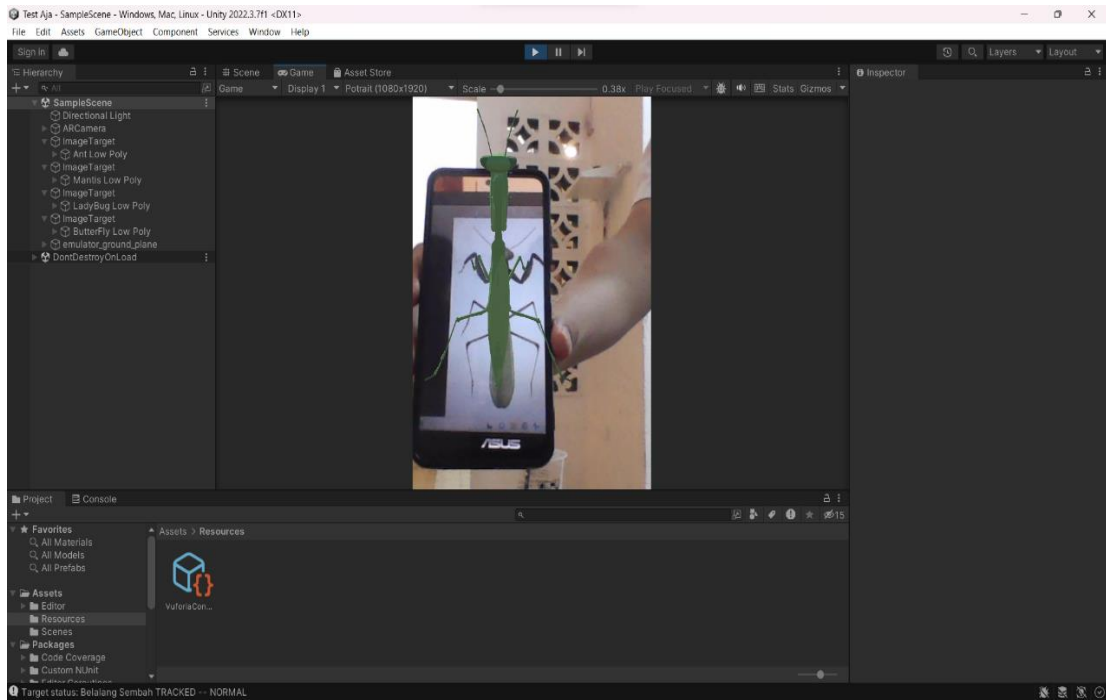 Test Aja - SampleScene - Windows, Mac, Linux - Unity 2022.3.7f1 <DX11>
File Edit Assets GameObject Component Services Window Help
Sign in Layers Layout
Hierarchy Scene Game Asset Store Inspector
All Game Display 1 Potrait (1080x1920) Scale 0.38x Play Focused Stats Gizmos
SampleScene
Directional Light
ARCamera
ImageTarget
Ant Low Poly
ImageTarget
Mantis Low Poly
ImageTarget
LadyBug Low Poly
ImageTarget
ButterFly Low Poly
emulator_ground_plane
DontDestroyOnLoad
ASUS
Project Console
15
Favorites
All Materials
All Models
All Prefabs
Assets
Editor
Resources
Scenes
Packages
Code Coverage
Custom NUnit
Editor Coroutines
Assets > Resources
VuforiaCon...
Target status: Belalang Sembah TRACKED -- NORMAL